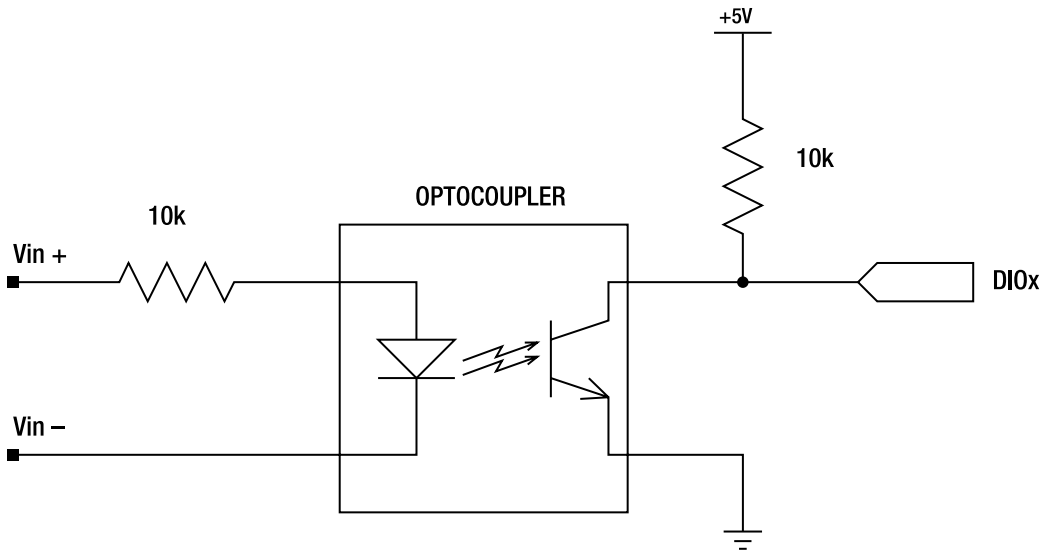 +5V
10k
OPTOCOUPLER
10k
Vin +
DIOx
Vin –